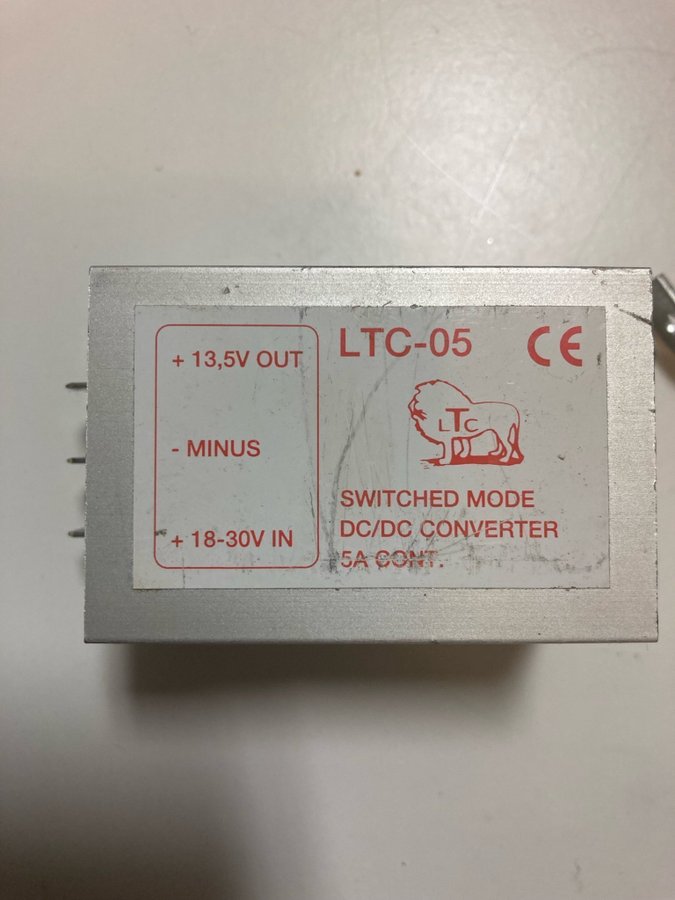 + 13,5V OUT
- MINUS
+ 18-30V IN
LTC-05
CE
LTC
SWITCHED MODE
DC/DC CONVERTER
5A CONT.